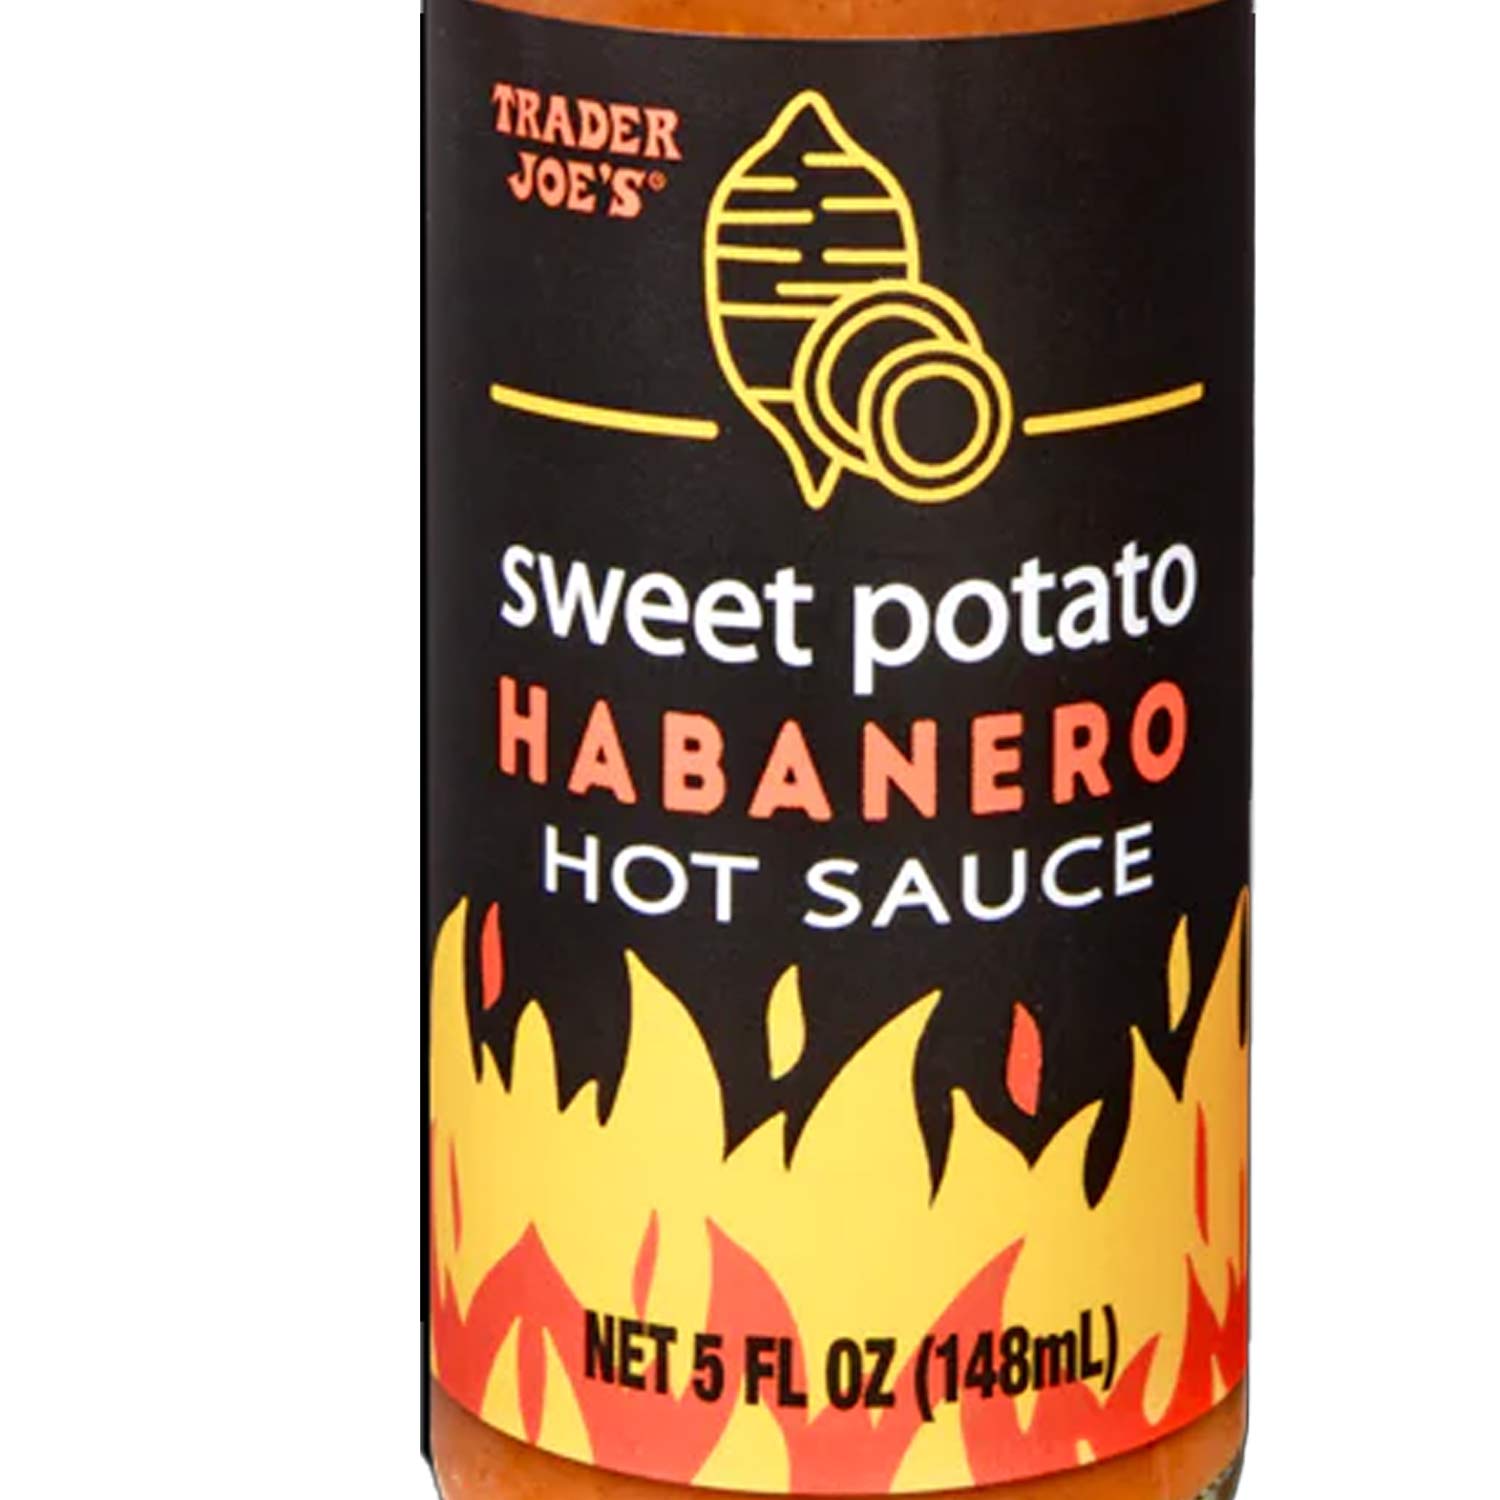 TRADER
JOE'S®
sweet potato
HABANERO
HOT SAUCE
NET 5 FL OZ (148mL)